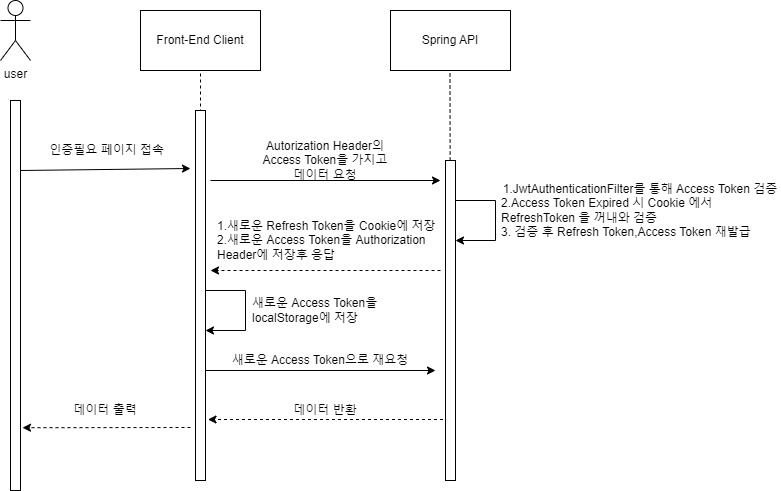 user
Front-End Client
Spring API
인증필요 페이지 접속
Autorization Header의
Access Token을 가지고
데이터 요청
1.JwtAuthenticationFilter를 통해 Access Token 검증
2.Access Token Expired 시 Cookie 에서
RefreshToken 을 꺼내와 검증
3. 검증 후 Refresh Token,Access Token 재발급
1.새로운 Refresh Token을 Cookie에 저장
2.새로운 Access Token을 Authorization
Header에 저장후 응답
새로운 Access Token을
localStorage에 저장
새로운 Access Token으로 재요청
데이터 출력
데이터 반환